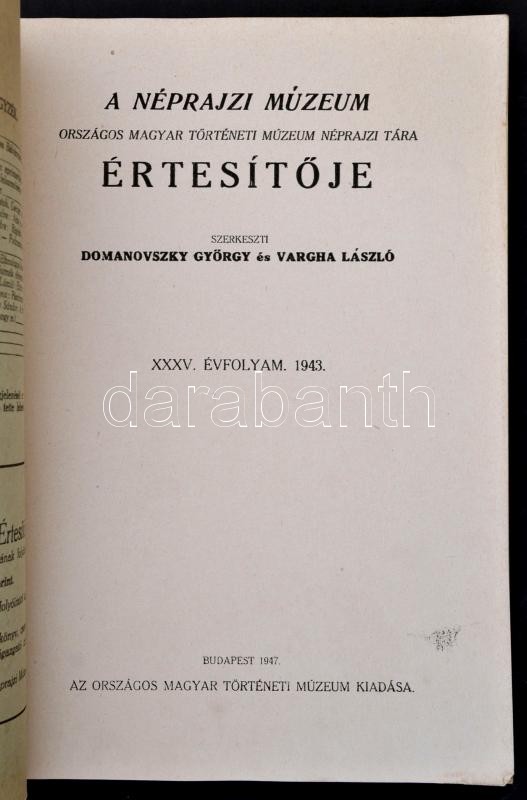 A NÉPRAJZI MÚZEUM
ORSZÁGOS MAGYAR TÖRTÉNETI MÚZEUM NÉPRAJZI TÁRA
ÉRTESÍTŐJE
SZERKESZTI
DOMANOVSZKY GYÖRGY és VARGHA LÁSZLÓ
XXXV. ÉVFOLYAM. 1943.
darabanth
BUDAPEST 1947.
AZ ORSZÁGOS MAGYAR TÖRTÉNETI MÚZEUM KIADÁSA.